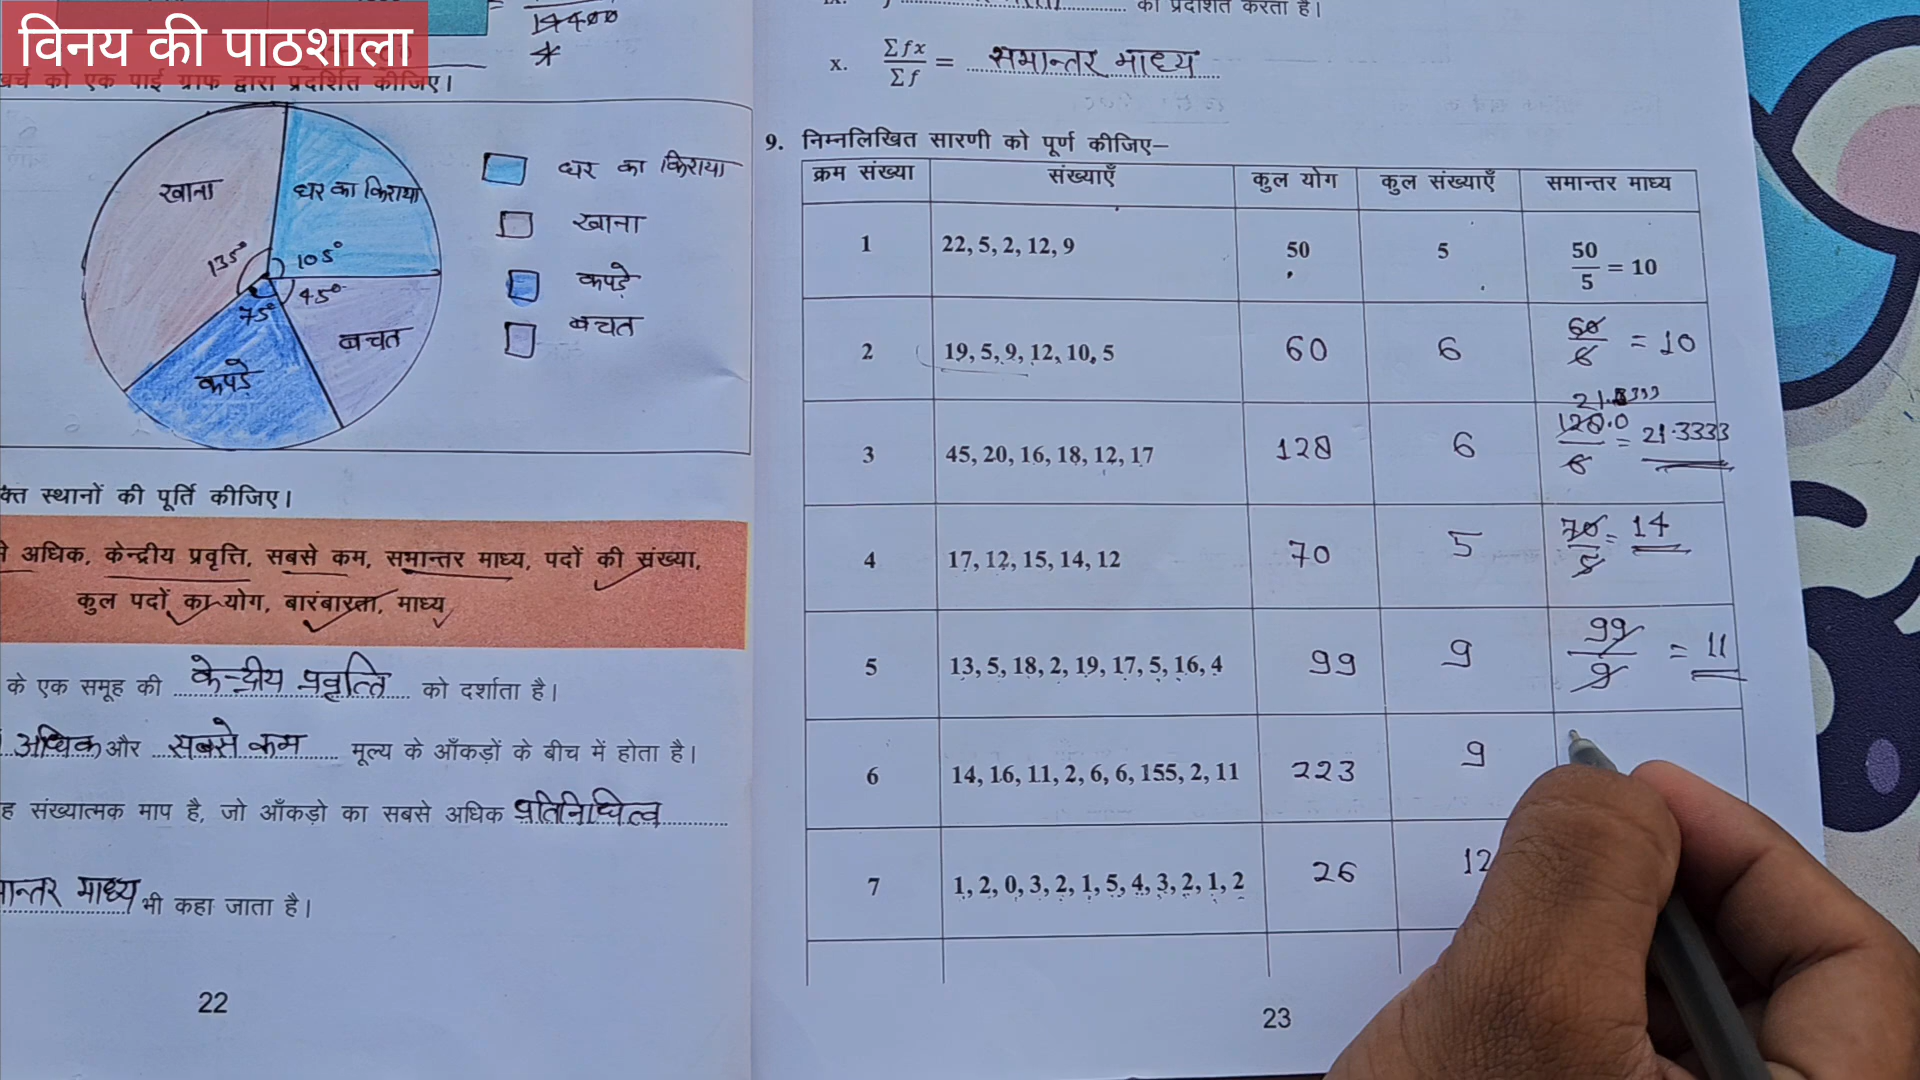 विनय की पाठशाला
खर्च को एक पाई ग्राफ द्वारा प्रदर्शित कीजिए।
खाना
घर का किराया
135°
105°
45°
75°
बचत
कपड़े
घर का किराया
खाना
कपड़े
बचत
क्त स्थानों की पूर्ति कीजिए।
से अधिक, केन्द्रीय प्रवृत्ति, सबसे कम, समान्तर माध्य, पदों की संख्या,
कुल पदों का योग, बारंबारता, माध्य
के एक समूह की केन्द्रीय प्रवृत्ति को दर्शाता है।
अधिक और सबसे कम मूल्य के आँकड़ों के बीच में होता है।
ह संख्यात्मक माप है, जो आँकड़ो का सबसे अधिक प्रतिनिधित्व
मान्तर माध्य भी कहा जाता है।
22
को प्रदर्शित करता है।
x. Σfx/Σf = समान्तर माध्य
9. निम्नलिखित सारणी को पूर्ण कीजिए–
क्रम संख्या संख्याएँ कुल योग कुल संख्याएँ समान्तर माध्य
1 22, 5, 2, 12, 9 50 5 50/5 = 10
2 19, 5, 9, 12, 10, 5 60 6 60/6 = 10
3 45, 20, 16, 18, 12, 17 128 6 128.0/6 = 21.3333
4 17, 12, 15, 14, 12 70 5 70/5 = 14
5 13, 5, 18, 2, 19, 17, 5, 16, 4 99 9 99/9 = 11
6 14, 16, 11, 2, 6, 6, 155, 2, 11 223 9
7 1, 2, 0, 3, 2, 1, 5, 4, 3, 2, 1, 2 26 12
23